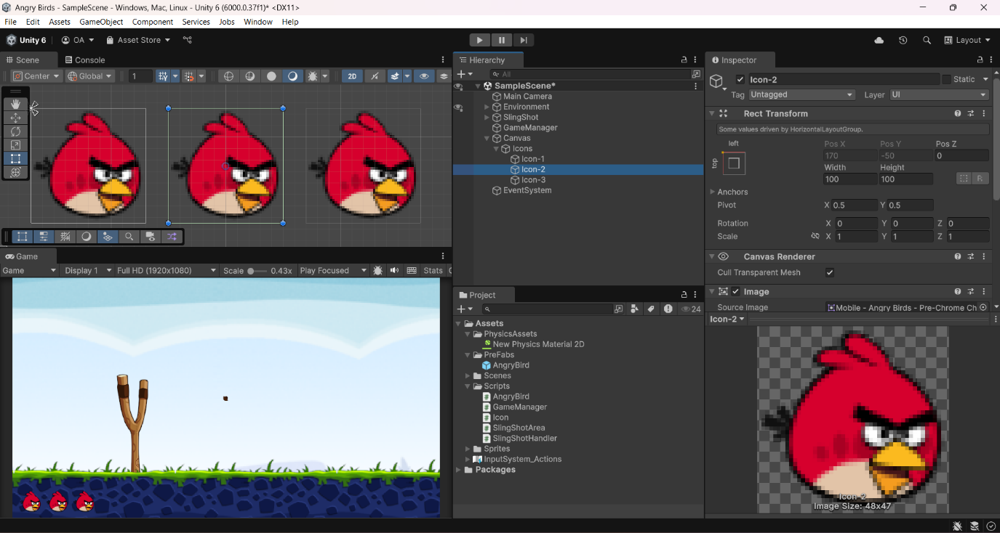 Angry Birds - SampleScene - Windows, Mac, Linux - Unity 6 (6000.0.37f1)* <DX11>
File Edit Assets GameObject Component Services Jobs Window Help
Unity 6 OA Asset Store Layout
Scene Console
Center Global 1 2D
Hierarchy
All
SampleScene*
Main Camera
Environment
SlingShot
GameManager
Canvas
Icons
Icon-1
Icon-2
Icon-3
EventSystem
Game
Game Display 1 Full HD (1920x1080) Scale 0.43x Play Focused Stats
Project
24
Assets
PhysicsAssets
New Physics Material 2D
PreFabs
AngryBird
Scenes
Scripts
AngryBird
GameManager
Icon
SlingShotArea
SlingShotHandler
Sprites
InputSystem_Actions
Packages
Inspector
Icon-2 Static
Tag Untagged Layer UI
Rect Transform
Some values driven by HorizontalLayoutGroup.
left Pos X Pos Y Pos Z
top 170 -50 0
Width Height
100 100 R
Anchors
Pivot X 0.5 Y 0.5
Rotation X 0 Y 0 Z 0
Scale X 1 Y 1 Z 1
Canvas Renderer
Cull Transparent Mesh
Image
Source Image Mobile - Angry Birds - Pre-Chrome Ch
Icon-2
Icon-2
Image Size: 48x47